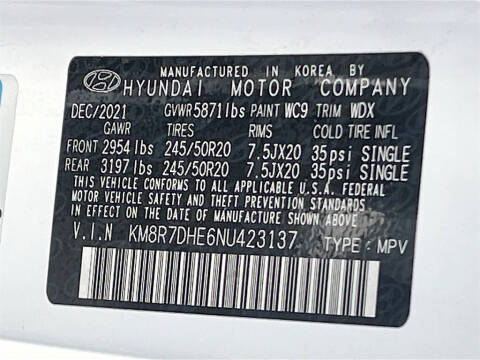 MANUFACTURED IN KOREA BY
HYUNDAI MOTOR COMPANY
DEC/2021 GVWR5871lbs PAINT WC9 TRIM WDX
GAWR TIRES RIMS COLD TIRE INFL
FRONT 2954lbs 245/50R20 7.5JX20 35psi SINGLE
REAR 3197lbs 245/50R20 7.5JX20 35psi SINGLE
THIS VEHICLE CONFORMS TO ALL APPLICABLE U.S.A. FEDERAL
MOTOR VEHICLE SAFETY AND THEFT PREVENTION STANDARDS
IN EFFECT ON THE DATE OF MANUFACTURE SHOWN ABOVE.
V.I.N KM8R7DHE6NU423137 TYPE: MPV